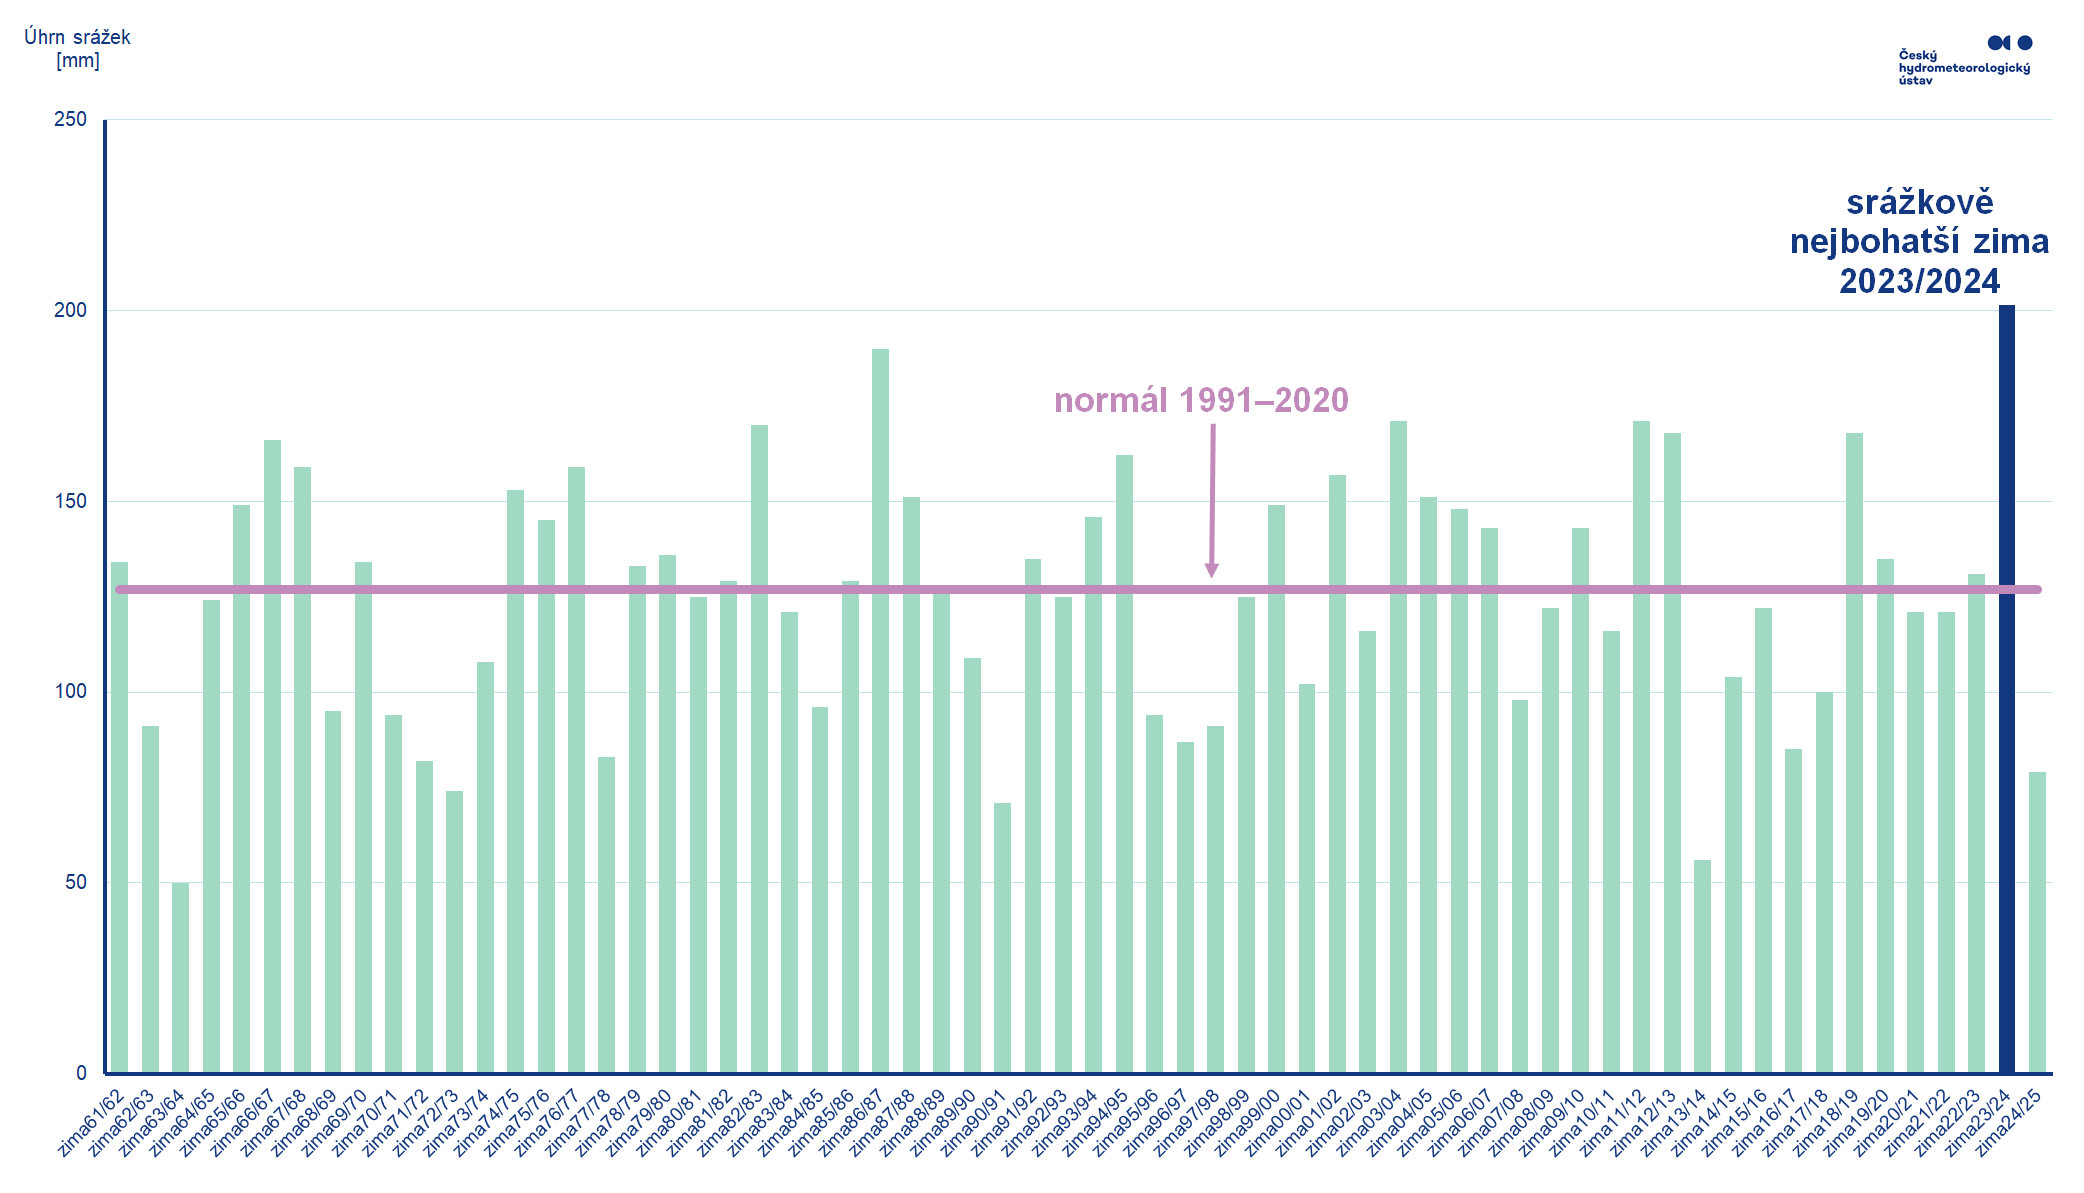 Úhrn srážek
[mm]
Český
hydrometeorologický
ústav
250
srážkově
nejbohatší zima
2023/2024
200
normál 1991–2020
150
100
50
0
zima61/62
zima62/63
zima63/64
zima64/65
zima65/66
zima66/67
zima67/68
zima68/69
zima69/70
zima70/71
zima71/72
zima72/73
zima73/74
zima74/75
zima75/76
zima76/77
zima77/78
zima78/79
zima79/80
zima80/81
zima81/82
zima82/83
zima83/84
zima84/85
zima85/86
zima86/87
zima87/88
zima88/89
zima89/90
zima90/91
zima91/92
zima92/93
zima93/94
zima94/95
zima95/96
zima96/97
zima97/98
zima98/99
zima99/00
zima00/01
zima01/02
zima02/03
zima03/04
zima04/05
zima05/06
zima06/07
zima07/08
zima08/09
zima09/10
zima10/11
zima11/12
zima12/13
zima13/14
zima14/15
zima15/16
zima16/17
zima17/18
zima18/19
zima19/20
zima20/21
zima21/22
zima22/23
zima23/24
zima24/25